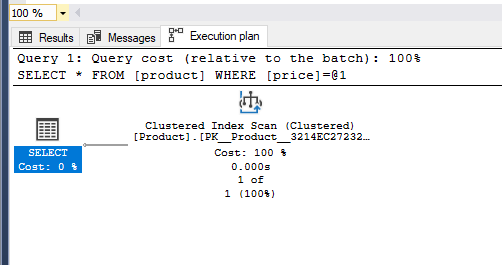 100 %
Results Messages Execution plan
Query 1: Query cost (relative to the batch): 100%
SELECT * FROM [product] WHERE [price]=@1
Clustered Index Scan (Clustered)
[Product].[PK__Product__3214EC27232…
SELECT
Cost: 0 %
Cost: 100 %
0.000s
1 of
1 (100%)